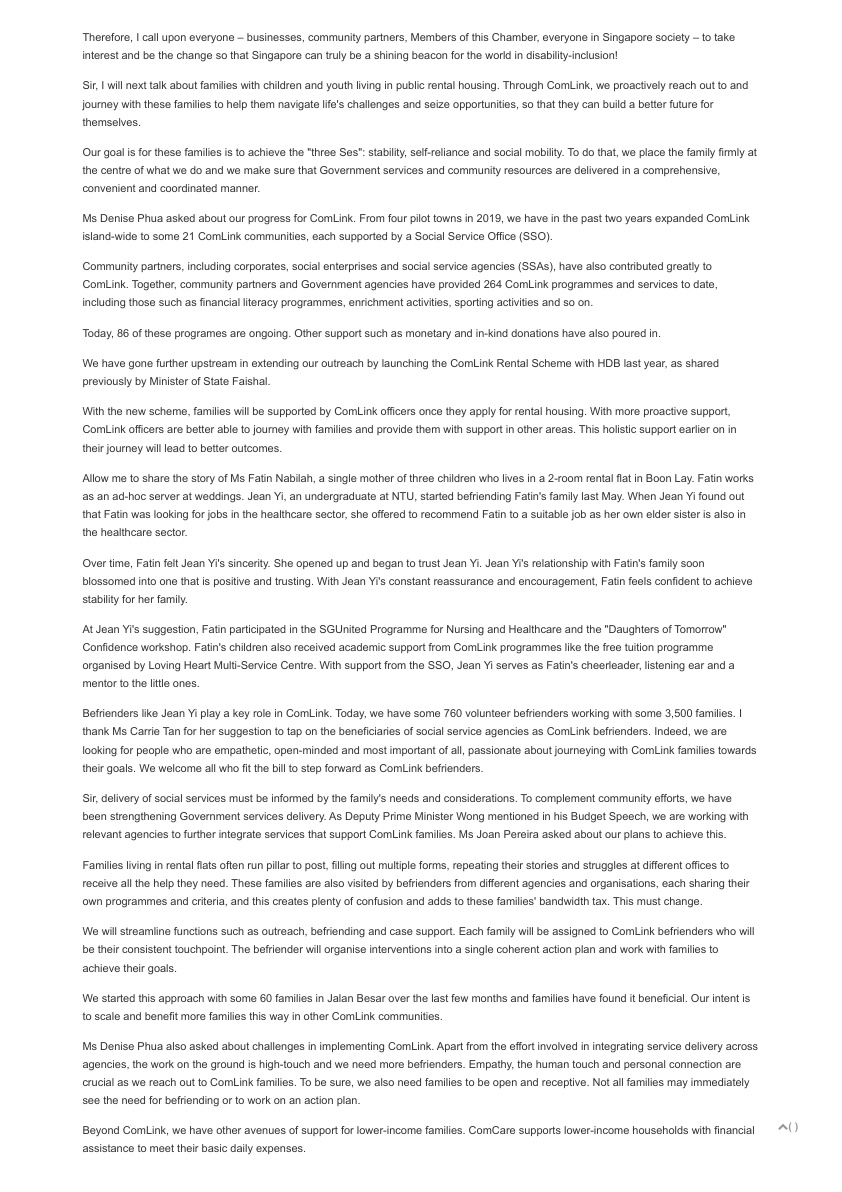 Therefore, I call upon everyone – businesses, community partners, Members of this Chamber, everyone in Singapore society – to take
interest and be the change so that Singapore can truly be a shining beacon for the world in disability-inclusion!
Sir, I will next talk about families with children and youth living in public rental housing. Through ComLink, we proactively reach out to and
journey with these families to help them navigate life's challenges and seize opportunities, so that they can build a better future for
themselves.
Our goal is for these families is to achieve the "three Ses": stability, self-reliance and social mobility. To do that, we place the family firmly at
the centre of what we do and we make sure that Government services and community resources are delivered in a comprehensive,
convenient and coordinated manner.
Ms Denise Phua asked about our progress for ComLink. From four pilot towns in 2019, we have in the past two years expanded ComLink
island-wide to some 21 ComLink communities, each supported by a Social Service Office (SSO).
Community partners, including corporates, social enterprises and social service agencies (SSAs), have also contributed greatly to
ComLink. Together, community partners and Government agencies have provided 264 ComLink programmes and services to date,
including those such as financial literacy programmes, enrichment activities, sporting activities and so on.
Today, 86 of these programes are ongoing. Other support such as monetary and in-kind donations have also poured in.
We have gone further upstream in extending our outreach by launching the ComLink Rental Scheme with HDB last year, as shared
previously by Minister of State Faishal.
With the new scheme, families will be supported by ComLink officers once they apply for rental housing. With more proactive support,
ComLink officers are better able to journey with families and provide them with support in other areas. This holistic support earlier on in
their journey will lead to better outcomes.
Allow me to share the story of Ms Fatin Nabilah, a single mother of three children who lives in a 2-room rental flat in Boon Lay. Fatin works
as an ad-hoc server at weddings. Jean Yi, an undergraduate at NTU, started befriending Fatin's family last May. When Jean Yi found out
that Fatin was looking for jobs in the healthcare sector, she offered to recommend Fatin to a suitable job as her own elder sister is also in
the healthcare sector.
Over time, Fatin felt Jean Yi's sincerity. She opened up and began to trust Jean Yi. Jean Yi's relationship with Fatin's family soon
blossomed into one that is positive and trusting. With Jean Yi's constant reassurance and encouragement, Fatin feels confident to achieve
stability for her family.
At Jean Yi's suggestion, Fatin participated in the SGUnited Programme for Nursing and Healthcare and the "Daughters of Tomorrow"
Confidence workshop. Fatin's children also received academic support from ComLink programmes like the free tuition programme
organised by Loving Heart Multi-Service Centre. With support from the SSO, Jean Yi serves as Fatin's cheerleader, listening ear and a
mentor to the little ones.
Befrienders like Jean Yi play a key role in ComLink. Today, we have some 760 volunteer befrienders working with some 3,500 families. I
thank Ms Carrie Tan for her suggestion to tap on the beneficiaries of social service agencies as ComLink befrienders. Indeed, we are
looking for people who are empathetic, open-minded and most important of all, passionate about journeying with ComLink families towards
their goals. We welcome all who fit the bill to step forward as ComLink befrienders.
Sir, delivery of social services must be informed by the family's needs and considerations. To complement community efforts, we have
been strengthening Government services delivery. As Deputy Prime Minister Wong mentioned in his Budget Speech, we are working with
relevant agencies to further integrate services that support ComLink families. Ms Joan Pereira asked about our plans to achieve this.
Families living in rental flats often run pillar to post, filling out multiple forms, repeating their stories and struggles at different offices to
receive all the help they need. These families are also visited by befrienders from different agencies and organisations, each sharing their
own programmes and criteria, and this creates plenty of confusion and adds to these families' bandwidth tax. This must change.
We will streamline functions such as outreach, befriending and case support. Each family will be assigned to ComLink befrienders who will
be their consistent touchpoint. The befriender will organise interventions into a single coherent action plan and work with families to
achieve their goals.
We started this approach with some 60 families in Jalan Besar over the last few months and families have found it beneficial. Our intent is
to scale and benefit more families this way in other ComLink communities.
Ms Denise Phua also asked about challenges in implementing ComLink. Apart from the effort involved in integrating service delivery across
agencies, the work on the ground is high-touch and we need more befrienders. Empathy, the human touch and personal connection are
crucial as we reach out to ComLink families. To be sure, we also need families to be open and receptive. Not all families may immediately
see the need for befriending or to work on an action plan.
Beyond ComLink, we have other avenues of support for lower-income families. ComCare supports lower-income households with financial
assistance to meet their basic daily expenses.
( )